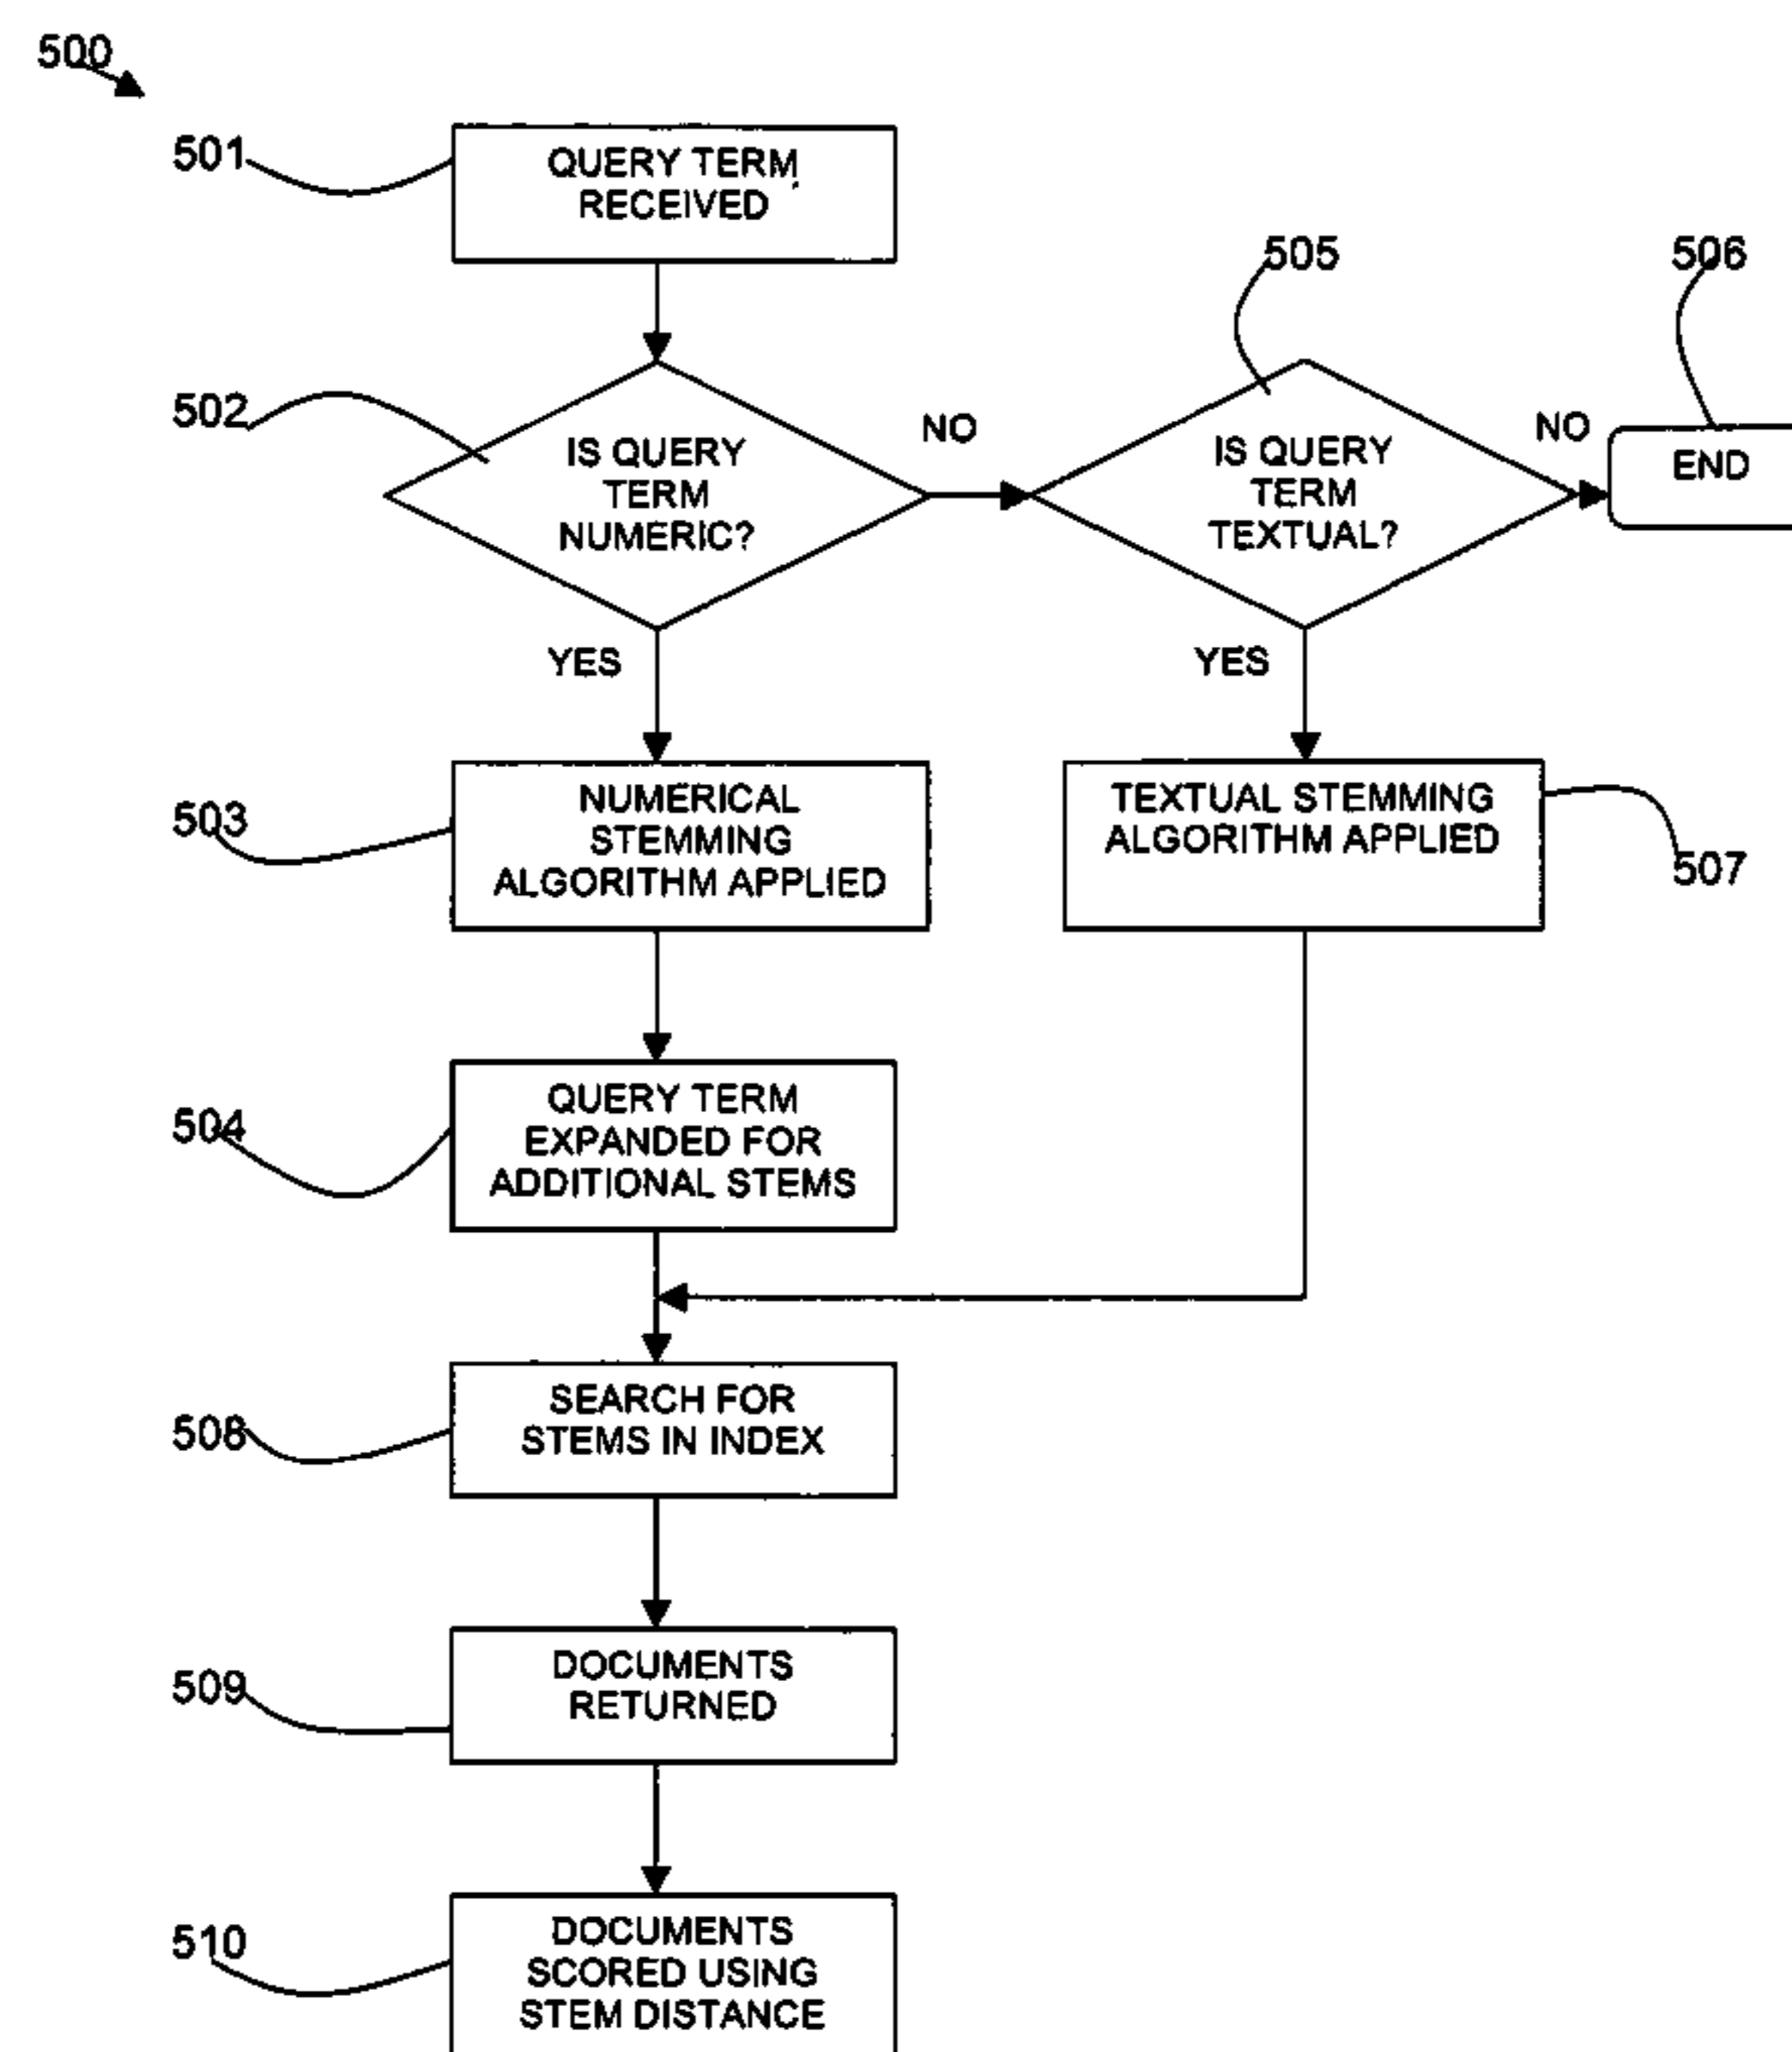 500
501
QUERY TERM
RECEIVED
505
506
502
IS QUERY
TERM
NUMERIC?
NO
IS QUERY
TERM
TEXTUAL?
NO
END
YES
YES
503
NUMERICAL
STEMMING
ALGORITHM APPLIED
TEXTUAL STEMMING
ALGORITHM APPLIED
507
504
QUERY TERM
EXPANDED FOR
ADDITIONAL STEMS
508
SEARCH FOR
STEMS IN INDEX
509
DOCUMENTS
RETURNED
510
DOCUMENTS
SCORED USING
STEM DISTANCE